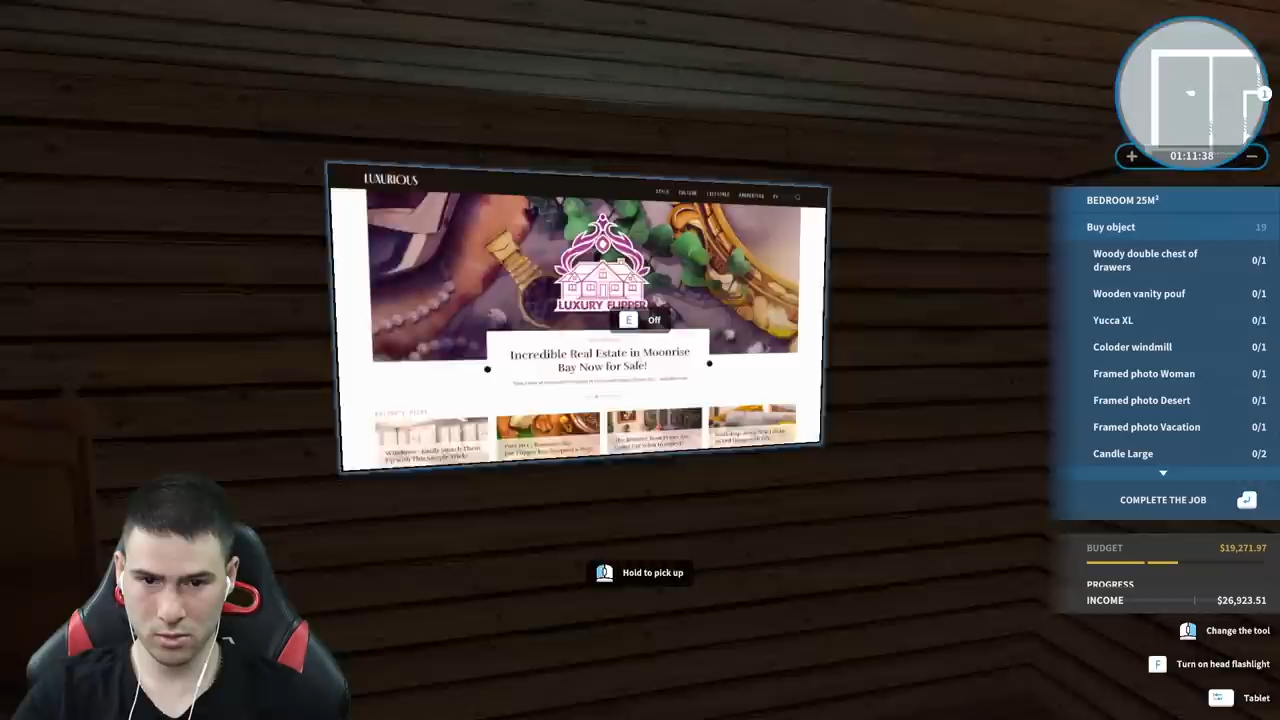 LUXURIOUS
STYLE CULTURE LIFESTYLE
LUXURY FLIPPER
E Off
Incredible Real Estate in Moonrise
Bay Now for Sale!
Hold to pick up
1
+ 01:11:38 −
BEDROOM 25M²
Buy object 19
Woody double chest of
drawers 0/1
Wooden vanity pouf 0/1
Yucca XL 0/1
Coloder windmill 0/1
Framed photo Woman 0/1
Framed photo Desert 0/1
Framed photo Vacation 0/1
Candle Large 0/2
COMPLETE THE JOB
BUDGET $19,271.97
PROGRESS
INCOME $26,923.51
Change the tool
F Turn on head flashlight
Tablet